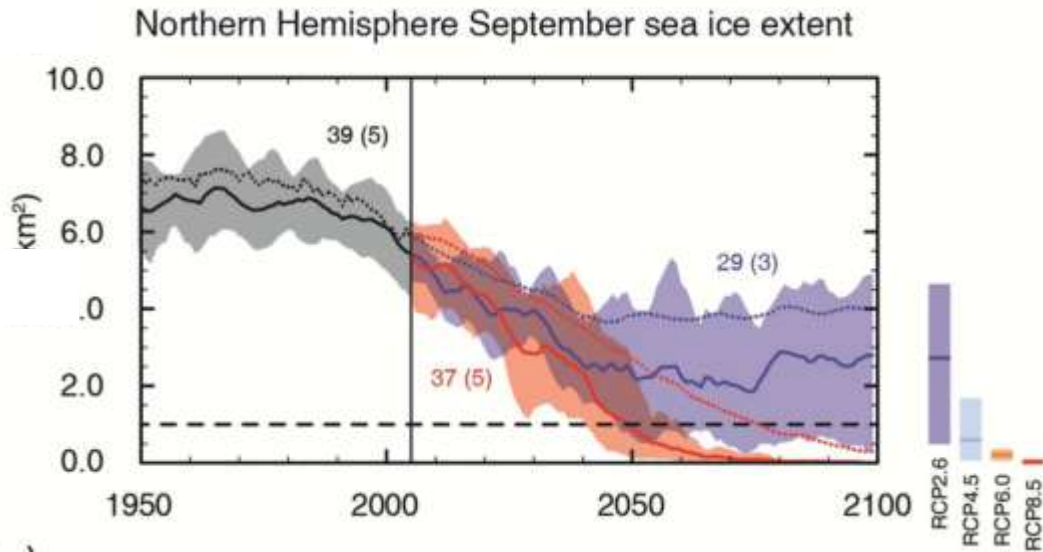 Northern Hemisphere September sea ice extent
10.0
8.0
6.0
.0
2.0
0.0
km²)
39 (5)
29 (3)
37 (5)
1950
2000
2050
2100
RCP2.6
RCP4.5
RCP6.0
RCP8.5